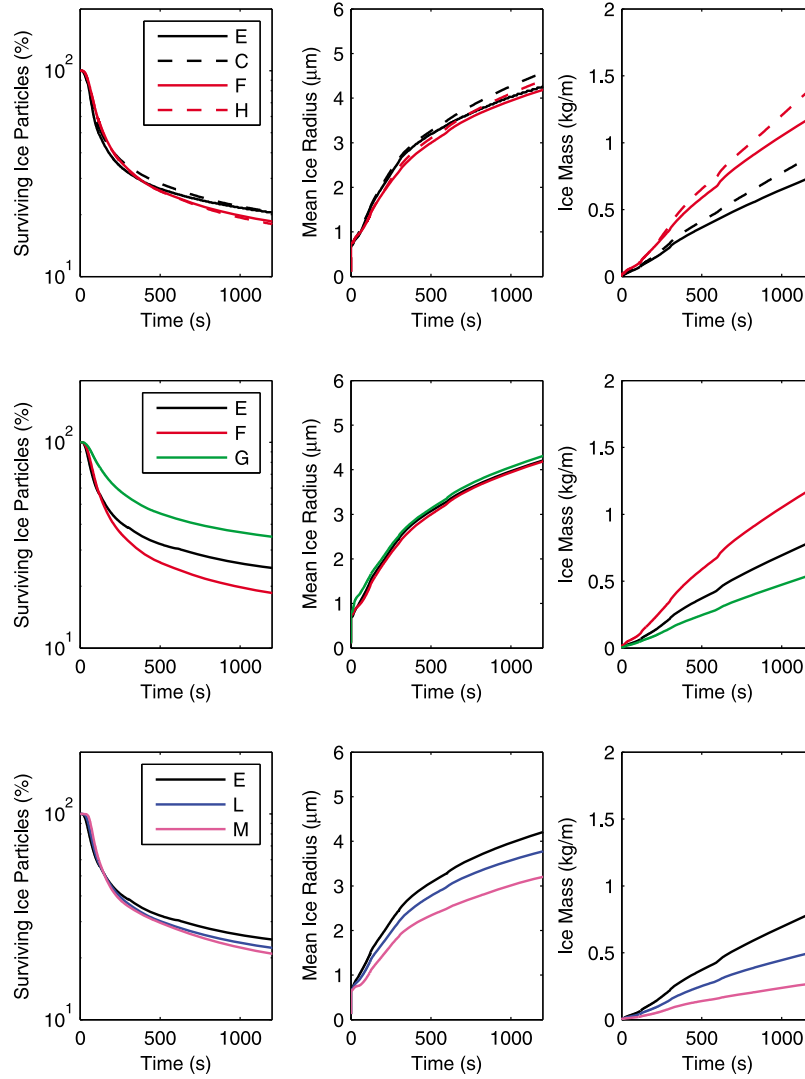 Surviving Ice Particles (%)
10²
10¹
E
C
F
H
0
500
1000
Time (s)
Mean Ice Radius (μm)
6
5
4
3
2
1
0
0
500
1000
Time (s)
Ice Mass (kg/m)
2
1.5
1
0.5
0
0
500
1000
Time (s)
Surviving Ice Particles (%)
10²
10¹
E
F
G
0
500
1000
Time (s)
Mean Ice Radius (μm)
6
5
4
3
2
1
0
0
500
1000
Time (s)
Ice Mass (kg/m)
2
1.5
1
0.5
0
0
500
1000
Time (s)
Surviving Ice Particles (%)
10²
10¹
E
L
M
0
500
1000
Time (s)
Mean Ice Radius (μm)
6
5
4
3
2
1
0
0
500
1000
Time (s)
Ice Mass (kg/m)
2
1.5
1
0.5
0
0
500
1000
Time (s)